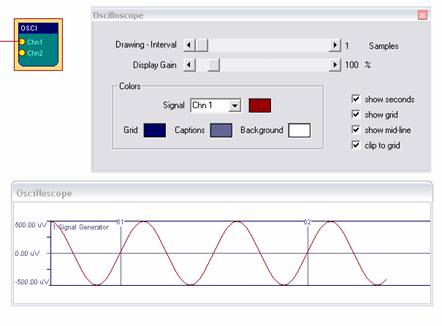 OSCI
Chn1
Chn2
Oscilloscope
Drawing - Interval 1 Samples
Display Gain 100 %
Colors
Signal Chn 1
Grid Captions Background
show seconds
show grid
show mid-line
clip to grid
Oscilloscope
500.00 uV
1:Signal Generator
0.00 uV
-500.00 uV